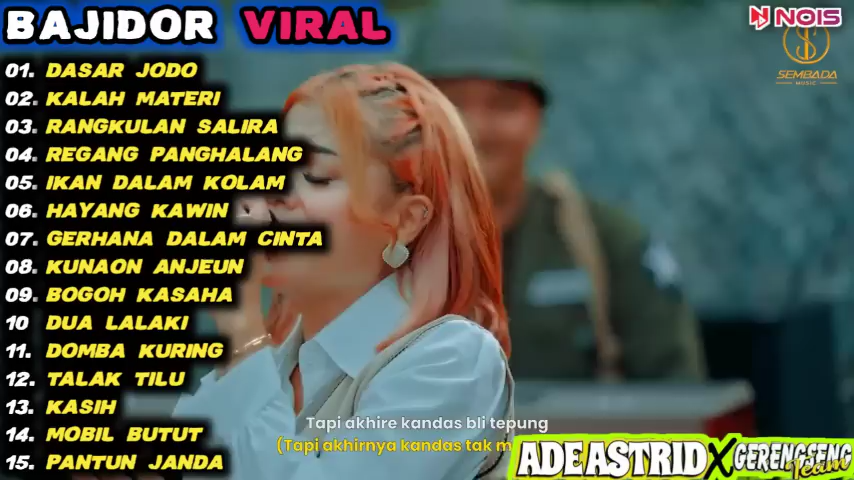 BAJIDOR VIRAL
NOIS
SEMBADA
MUSIC
01. DASAR JODO
02. KALAH MATERI
03. RANGKULAN SALIRA
04. REGANG PANGHALANG
05. IKAN DALAM KOLAM
06. HAYANG KAWIN
07. GERHANA DALAM CINTA
08. KUNAON ANJEUN
09. BOGOH KASAHA
10 DUA LALAKI
11. DOMBA KURING
12. TALAK TILU
13. KASIH
14. MOBIL BUTUT
15. PANTUN JANDA
Tapi akhire kandas bli tepung
(Tapi akhirnya kandas tak
ADE ASTRID X GERENGSENG
Team